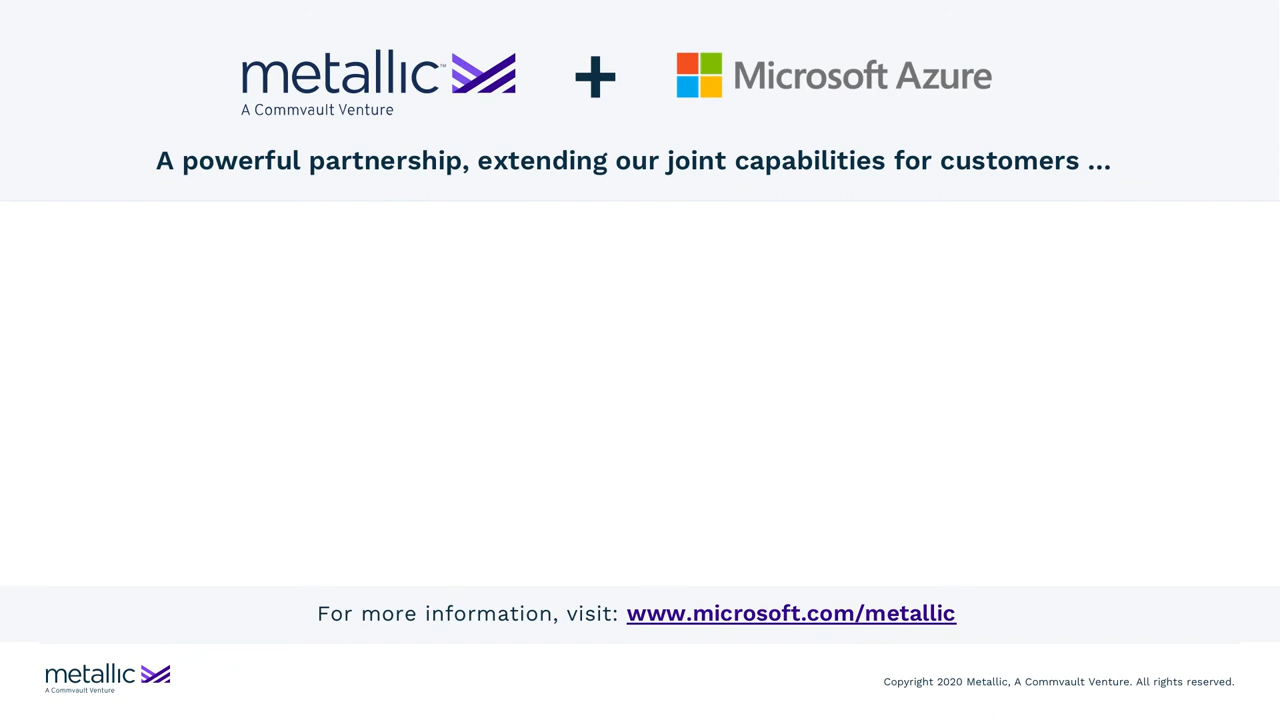 metallic™
A Commvault Venture
+
Microsoft Azure
A powerful partnership, extending our joint capabilities for customers ...
For more information, visit: www.microsoft.com/metallic
metallic
A Commvault Venture
Copyright 2020 Metallic, A Commvault Venture. All rights reserved.